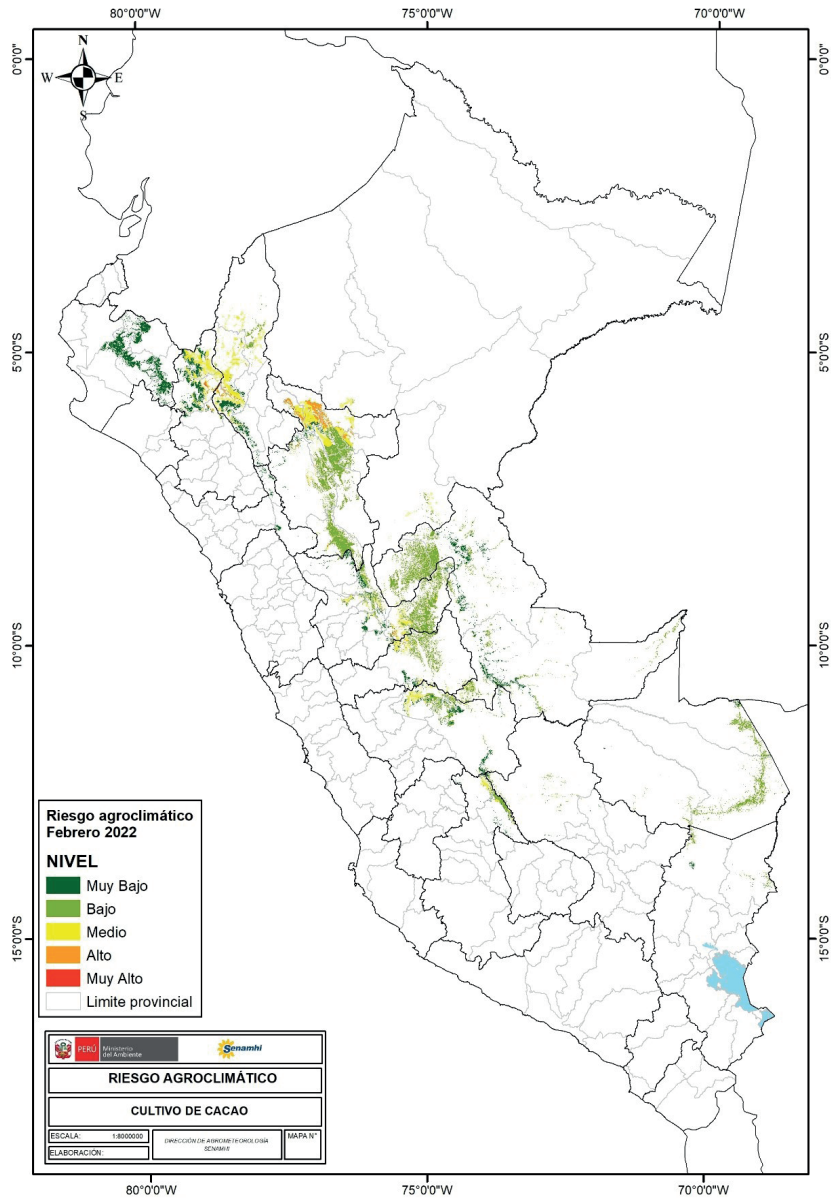 80°0'0"W
75°0'0"W
70°0'0"W
0°0'0"
0°0'0"
N
W
E
S
5°0'0"S
5°0'0"S
10°0'0"S
10°0'0"S
15°0'0"S
15°0'0"S
Riesgo agroclimático
Febrero 2022
NIVEL
Muy Bajo
Bajo
Medio
Alto
Muy Alto
Limite provincial
PERÚ
Ministerio
del Ambiente
Senamhi
RIESGO AGROCLIMÁTICO
CULTIVO DE CACAO
ESCALA: 1:8000000
ELABORACIÓN:
DIRECCIÓN DE AGROMETEOROLOGÍA
SENAMHI
MAPA N°
80°0'0"W
75°0'0"W
70°0'0"W